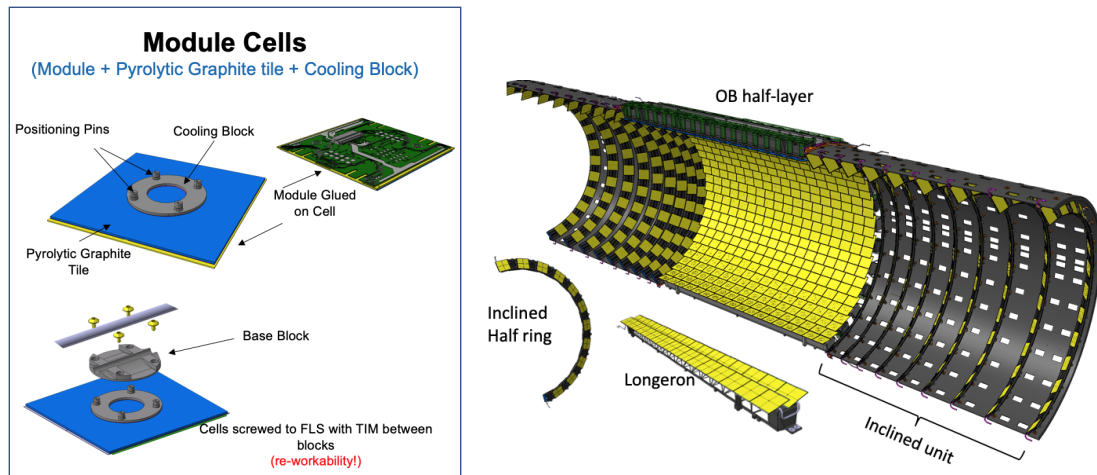 Module Cells
(Module + Pyrolytic Graphite tile + Cooling Block)
Positioning Pins
Cooling Block
Module Glued
on Cell
Pyrolytic Graphite
Tile
Base Block
Cells screwed to FLS with TIM between
blocks
(re-workability!)
OB half-layer
Inclined
Half ring
Longeron
Inclined unit